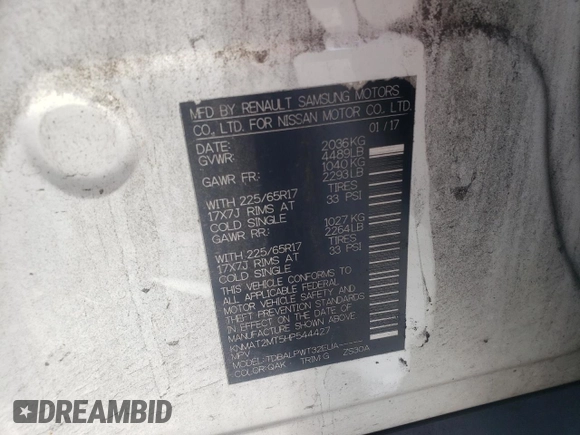 MFD BY RENAULT SAMSUNG MOTORS
CO., LTD. FOR NISSAN MOTOR CO., LTD.
DATE: 01/17
GVWR: 2036KG
4489LB
GAWR FR: 1040KG
2293LB
WITH 225/65R17 TIRES
17X7J RIMS AT 33 PSI
COLD SINGLE
GAWR RR: 1027KG
2264LB
WITH 225/65R17 TIRES
17X7J RIMS AT 33 PSI
COLD SINGLE
THIS VEHICLE CONFORMS TO
ALL APPLICABLE FEDERAL
MOTOR VEHICLE SAFETY AND
THEFT PREVENTION STANDARDS
IN EFFECT ON THE DATE OF
MANUFACTURE SHOWN ABOVE
KNMAT2MT5HP544427
MPV
MODEL: TDBALPWT32EUA-----
COLOR: QAK TRIM: G ZS30A
DREAMBID